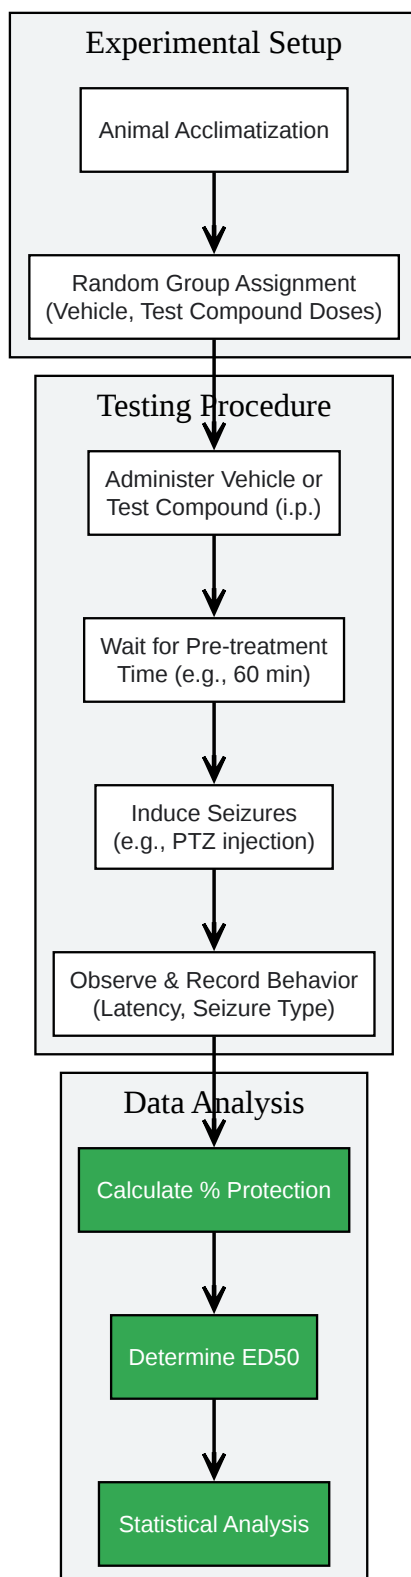 Experimental Setup
Animal Acclimatization
Random Group Assignment
(Vehicle, Test Compound Doses)
Testing Procedure
Administer Vehicle or
Test Compound (i.p.)
Wait for Pre-treatment
Time (e.g., 60 min)
Induce Seizures
(e.g., PTZ injection)
Observe & Record Behavior
(Latency, Seizure Type)
Data Analysis
Calculate % Protection
Determine ED50
Statistical Analysis